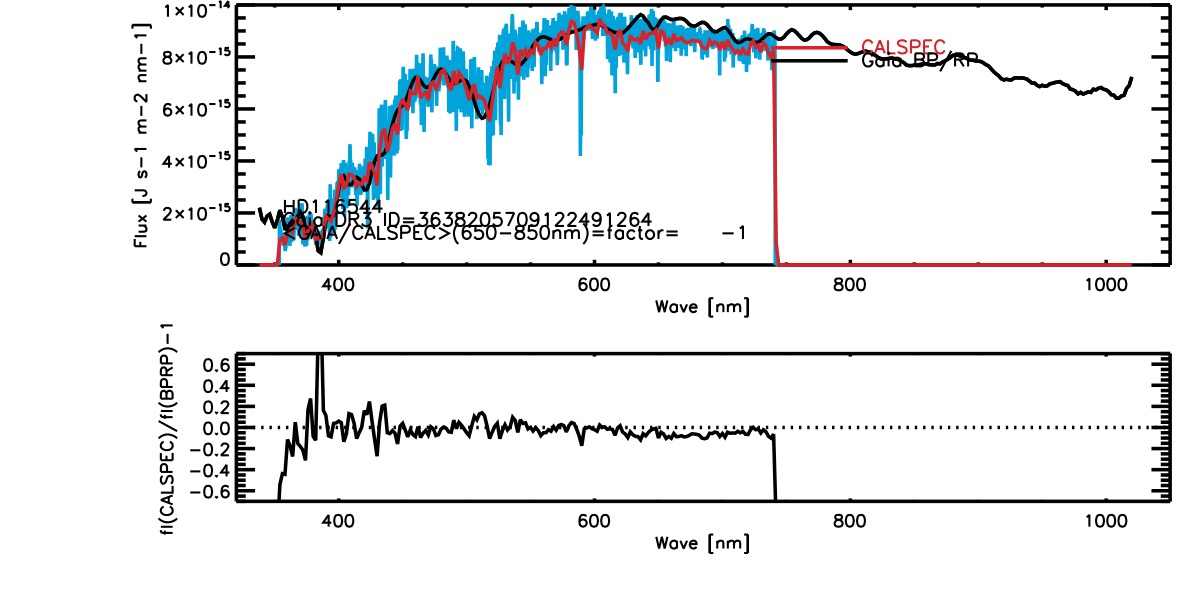 1×10−14
8×10−15
6×10−15
4×10−15
2×10−15
0
Flux [J s−1 m−2 nm−1]
CALSPEC
Gaia BP/RP
HD116544
Gaia DR3 ID=3638205709122491264
<GAIA/CALSPEC>(650−850nm)=factor= −1
400 600 800 1000
Wave [nm]
fl(CALSPEC)/fl(BPRP)−1
0.6
0.4
0.2
0.0
−0.2
−0.4
−0.6
400 600 800 1000
Wave [nm]